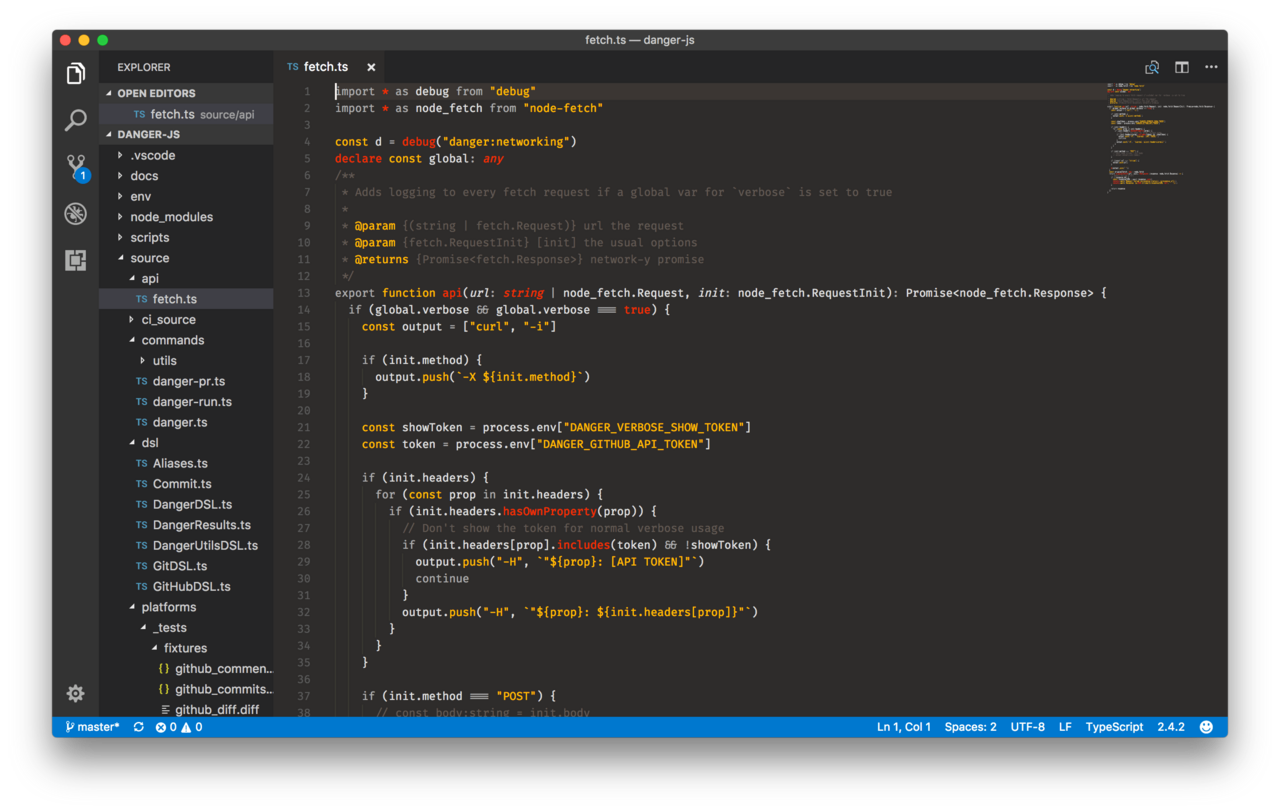 fetch.ts — danger-js
EXPLORER
OPEN EDITORS
TS fetch.ts source/api
DANGER-JS
.vscode
docs
env
node_modules
scripts
source
api
TS fetch.ts
ci_source
commands
utils
TS danger-pr.ts
TS danger-run.ts
TS danger.ts
dsl
TS Aliases.ts
TS Commit.ts
TS DangerDSL.ts
TS DangerResults.ts
TS DangerUtilsDSL.ts
TS GitDSL.ts
TS GitHubDSL.ts
platforms
_tests
fixtures
{} github_commen...
{} github_commits...
github_diff.diff
1
TS fetch.ts ×
1 import * as debug from "debug"
2 import * as node_fetch from "node-fetch"
3
4 const d = debug("danger:networking")
5 declare const global: any
6 /**
7 * Adds logging to every fetch request if a global var for `verbose` is set to true
8 *
9 * @param {(string | fetch.Request)} url the request
10 * @param {fetch.RequestInit} [init] the usual options
11 * @returns {Promise<fetch.Response>} network-y promise
12 */
13 export function api(url: string | node_fetch.Request, init: node_fetch.RequestInit): Promise<node_fetch.Response> {
14 if (global.verbose && global.verbose === true) {
15 const output = ["curl", "-i"]
16
17 if (init.method) {
18 output.push(`-X ${init.method}`)
19 }
20
21 const showToken = process.env["DANGER_VERBOSE_SHOW_TOKEN"]
22 const token = process.env["DANGER_GITHUB_API_TOKEN"]
23
24 if (init.headers) {
25 for (const prop in init.headers) {
26 if (init.headers.hasOwnProperty(prop)) {
27 // Don't show the token for normal verbose usage
28 if (init.headers[prop].includes(token) && !showToken) {
29 output.push("-H", `"${prop}: [API TOKEN]"`)
30 continue
31 }
32 output.push("-H", `"${prop}: ${init.headers[prop]}"`)
33 }
34 }
35 }
36
37 if (init.method === "POST") {
38 // const body:string = init.body
master* 0 0
Ln 1, Col 1 Spaces: 2 UTF-8 LF TypeScript 2.4.2